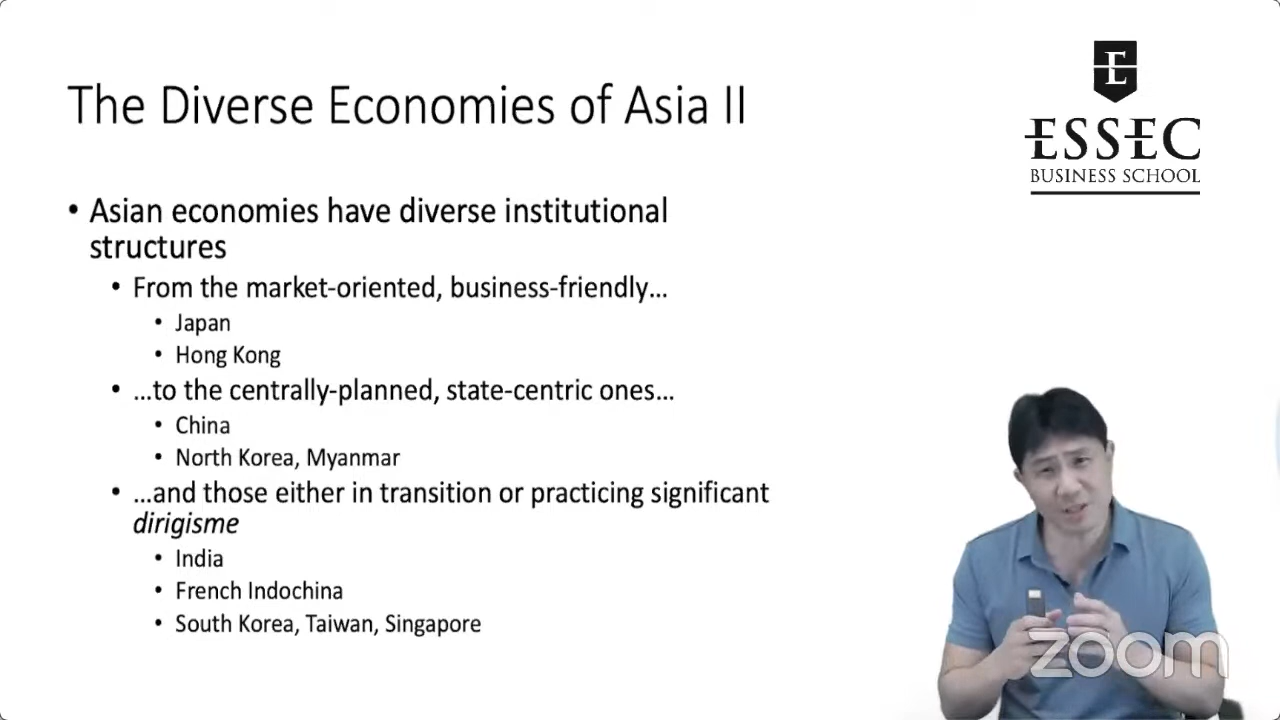 The Diverse Economies of Asia II
E
ESSEC
BUSINESS SCHOOL
• Asian economies have diverse institutional
structures
• From the market-oriented, business-friendly…
• Japan
• Hong Kong
• …to the centrally-planned, state-centric ones…
• China
• North Korea, Myanmar
• …and those either in transition or practicing significant
dirigisme
• India
• French Indochina
• South Korea, Taiwan, Singapore
zoom